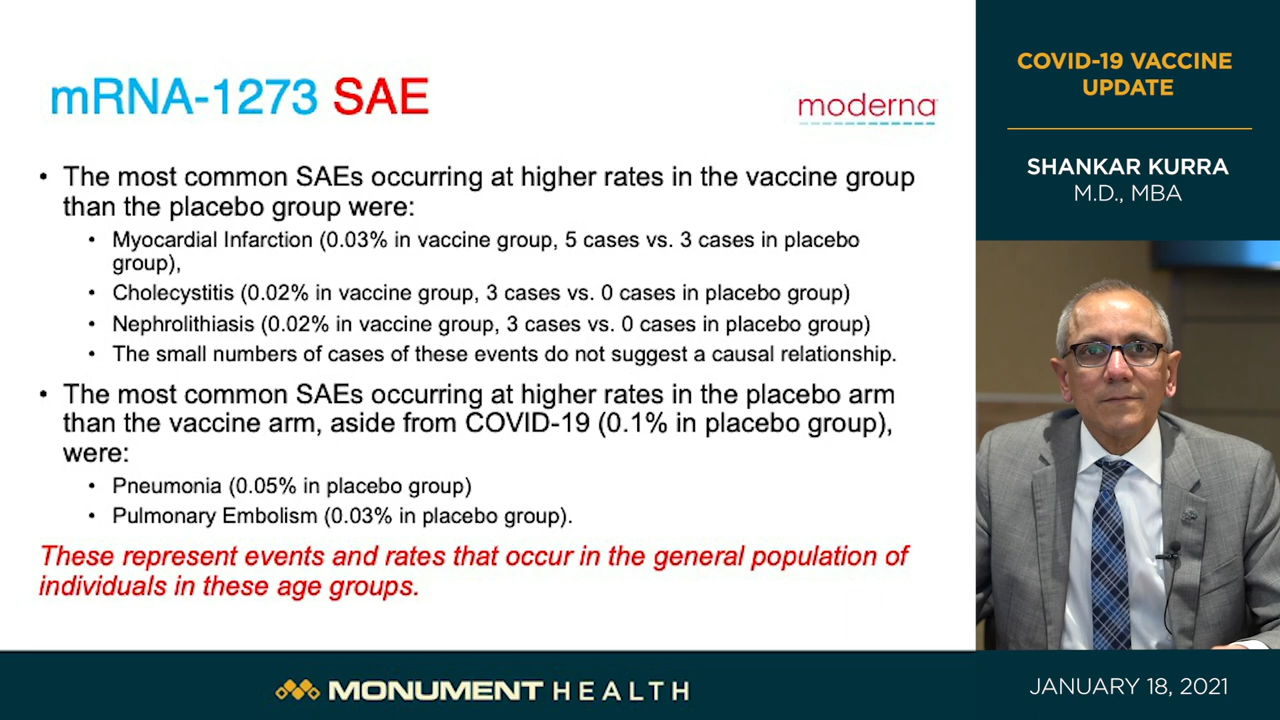 mRNA-1273 SAE
moderna
• The most common SAEs occurring at higher rates in the vaccine group
than the placebo group were:
• Myocardial Infarction (0.03% in vaccine group, 5 cases vs. 3 cases in placebo
group),
• Cholecystitis (0.02% in vaccine group, 3 cases vs. 0 cases in placebo group)
• Nephrolithiasis (0.02% in vaccine group, 3 cases vs. 0 cases in placebo group)
• The small numbers of cases of these events do not suggest a causal relationship.
• The most common SAEs occurring at higher rates in the placebo arm
than the vaccine arm, aside from COVID-19 (0.1% in placebo group),
were:
• Pneumonia (0.05% in placebo group)
• Pulmonary Embolism (0.03% in placebo group).
These represent events and rates that occur in the general population of
individuals in these age groups.
COVID-19 VACCINE
UPDATE
SHANKAR KURRA
M.D., MBA
MONUMENT HEALTH
JANUARY 18, 2021